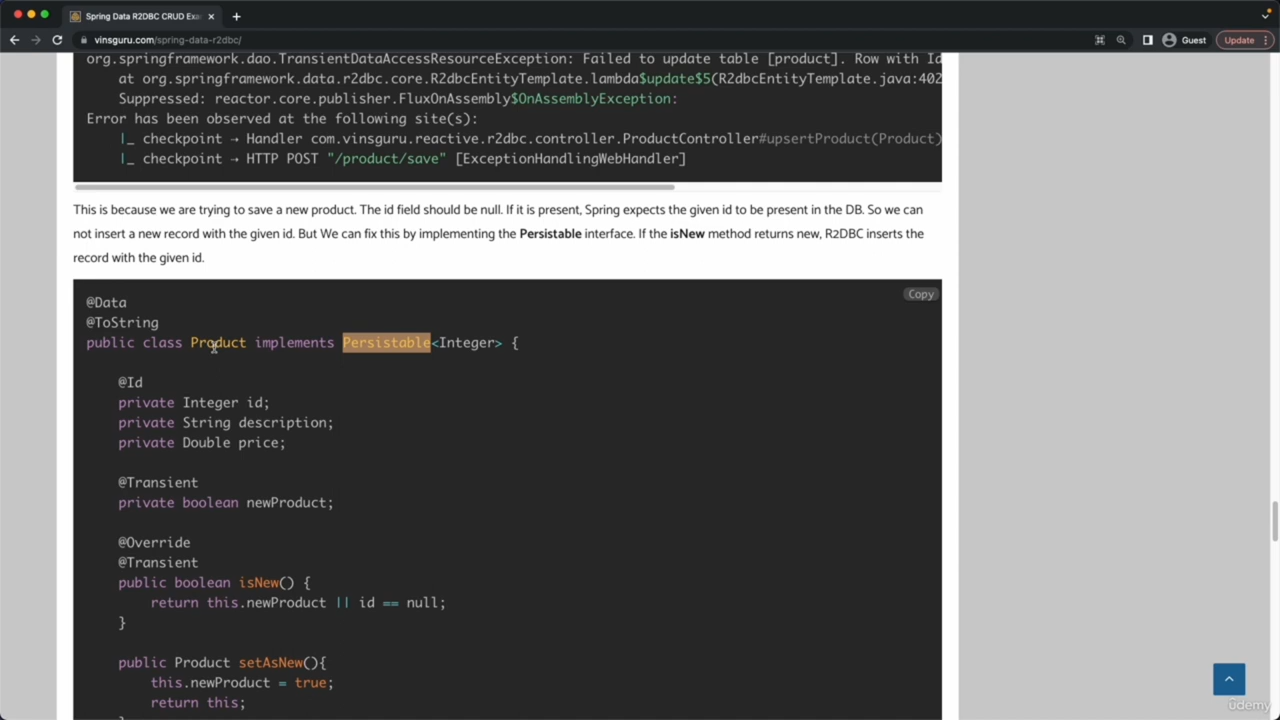 Spring Data R2DBC CRUD Exa
vinsguru.com/spring-data-r2dbc/
Guest
Update
org.springframework.dao.TransientDataAccessResourceException: Failed to update table [product]. Row with Id
at org.springframework.data.r2dbc.core.R2dbcEntityTemplate.lambda$update$5(R2dbcEntityTemplate.java:402
Suppressed: reactor.core.publisher.FluxOnAssembly$OnAssemblyException:
Error has been observed at the following site(s):
|_ checkpoint ⇢ Handler com.vinsguru.reactive.r2dbc.controller.ProductController#upsertProduct(Product)
|_ checkpoint ⇢ HTTP POST "/product/save" [ExceptionHandlingWebHandler]
This is because we are trying to save a new product. The id field should be null. If it is present, Spring expects the given id to be present in the DB. So we can
not insert a new record with the given id. But We can fix this by implementing the Persistable interface. If the isNew method returns new, R2DBC inserts the
record with the given id.
Copy
@Data
@ToString
public class Product implements Persistable<Integer> {
@Id
private Integer id;
private String description;
private Double price;
@Transient
private boolean newProduct;
@Override
@Transient
public boolean isNew() {
return this.newProduct || id == null;
}
public Product setAsNew(){
this.newProduct = true;
return this;
}
ûdemy